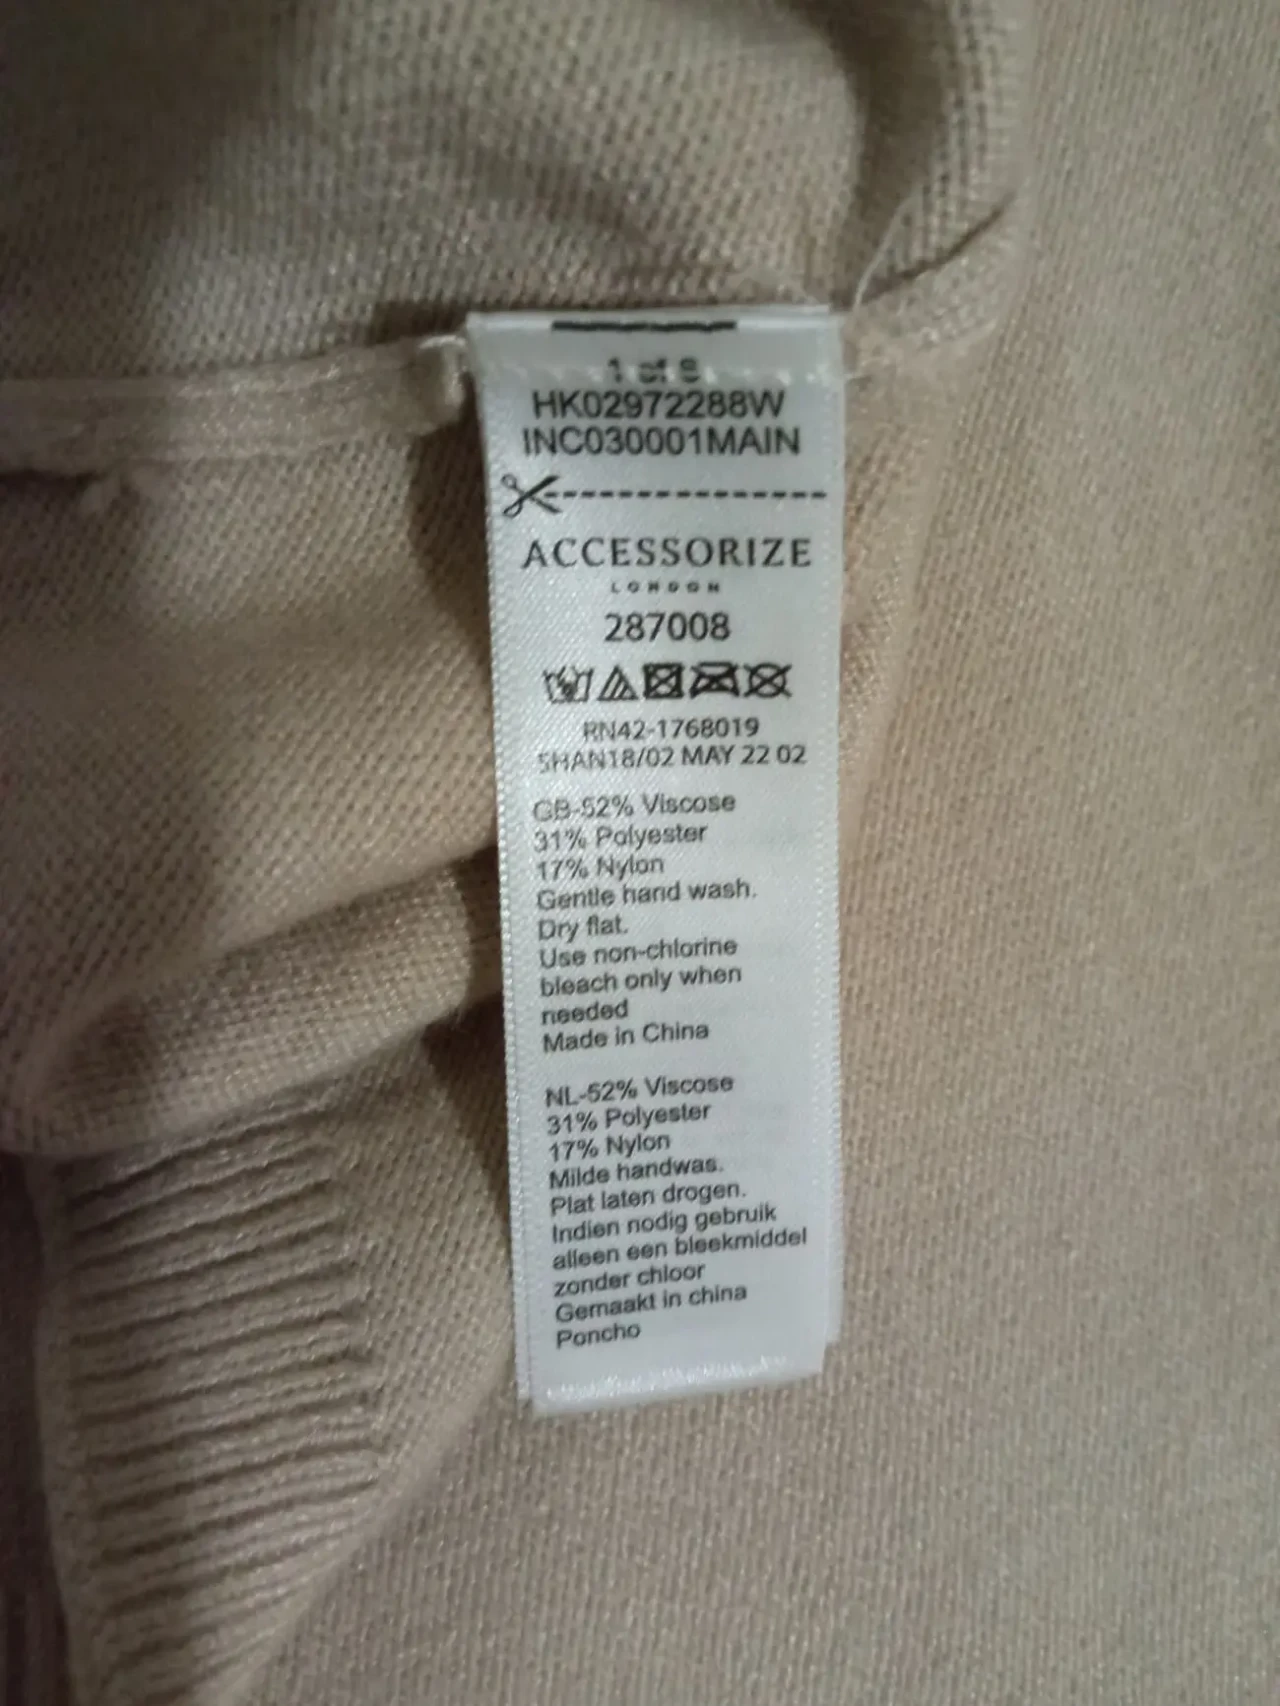 1 of 8
HK02972288W
INC030001MAIN
ACCESSORIZE
LONDON
287008
RN42-1768019
SHAN18/02 MAY 22 02
GB-52% Viscose
31% Polyester
17% Nylon
Gentle hand wash.
Dry flat.
Use non-chlorine
bleach only when
needed
Made in China
NL-52% Viscose
31% Polyester
17% Nylon
Milde handwas.
Plat laten drogen.
Indien nodig gebruik
alleen een bleekmiddel
zonder chloor
Gemaakt in china
Poncho